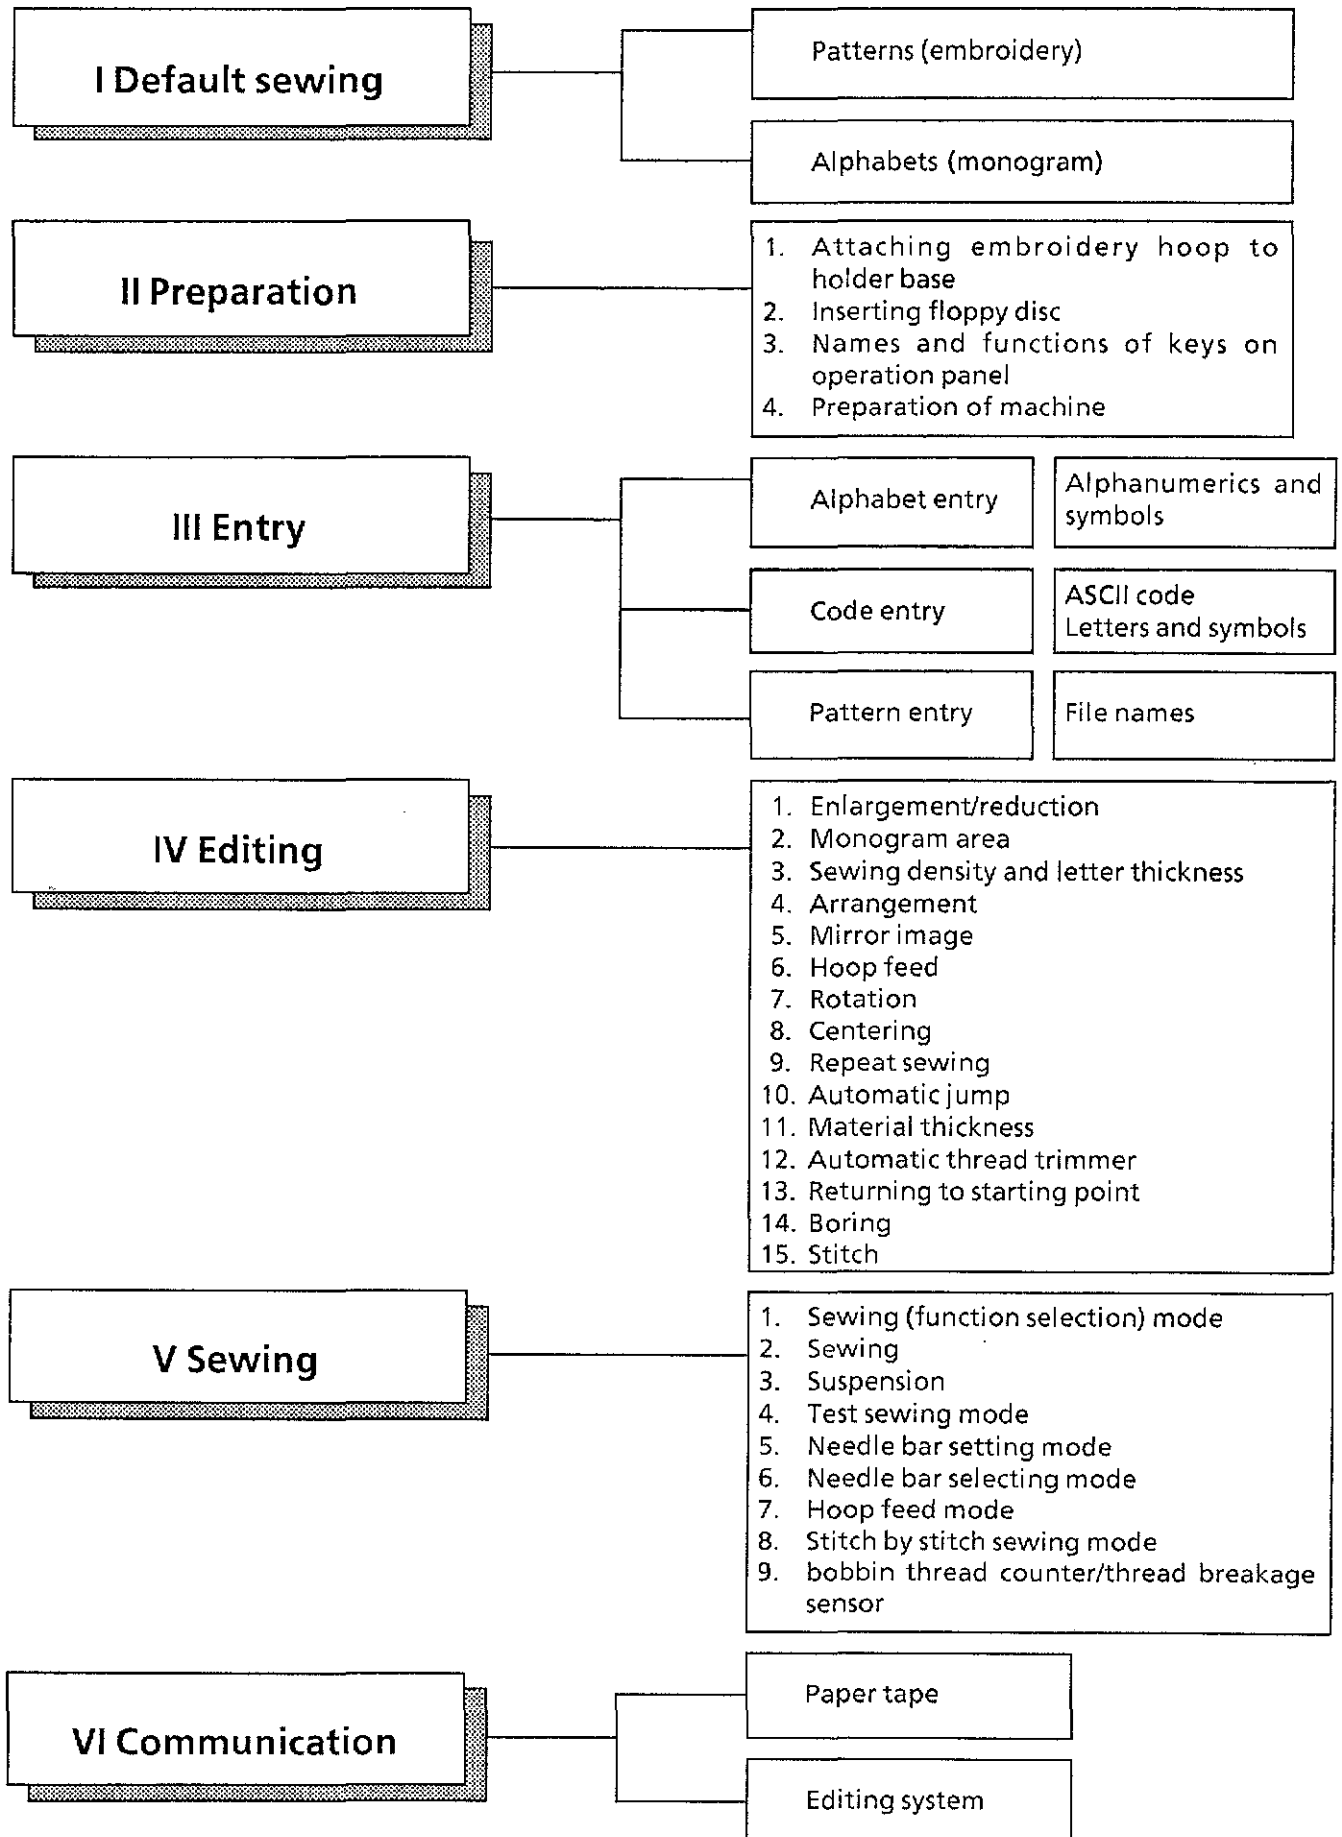 I Default sewing
Patterns (embroidery)
Alphabets (monogram)
II Preparation
1. Attaching embroidery hoop to
holder base
2. Inserting floppy disc
3. Names and functions of keys on
operation panel
4. Preparation of machine
III Entry
Alphabet entry
Alphanumerics and
symbols
Code entry
ASCII code
Letters and symbols
Pattern entry
File names
IV Editing
1. Enlargement/reduction
2. Monogram area
3. Sewing density and letter thickness
4. Arrangement
5. Mirror image
6. Hoop feed
7. Rotation
8. Centering
9. Repeat sewing
10. Automatic jump
11. Material thickness
12. Automatic thread trimmer
13. Returning to starting point
14. Boring
15. Stitch
V Sewing
1. Sewing (function selection) mode
2. Sewing
3. Suspension
4. Test sewing mode
5. Needle bar setting mode
6. Needle bar selecting mode
7. Hoop feed mode
8. Stitch by stitch sewing mode
9. bobbin thread counter/thread breakage
sensor
VI Communication
Paper tape
Editing system